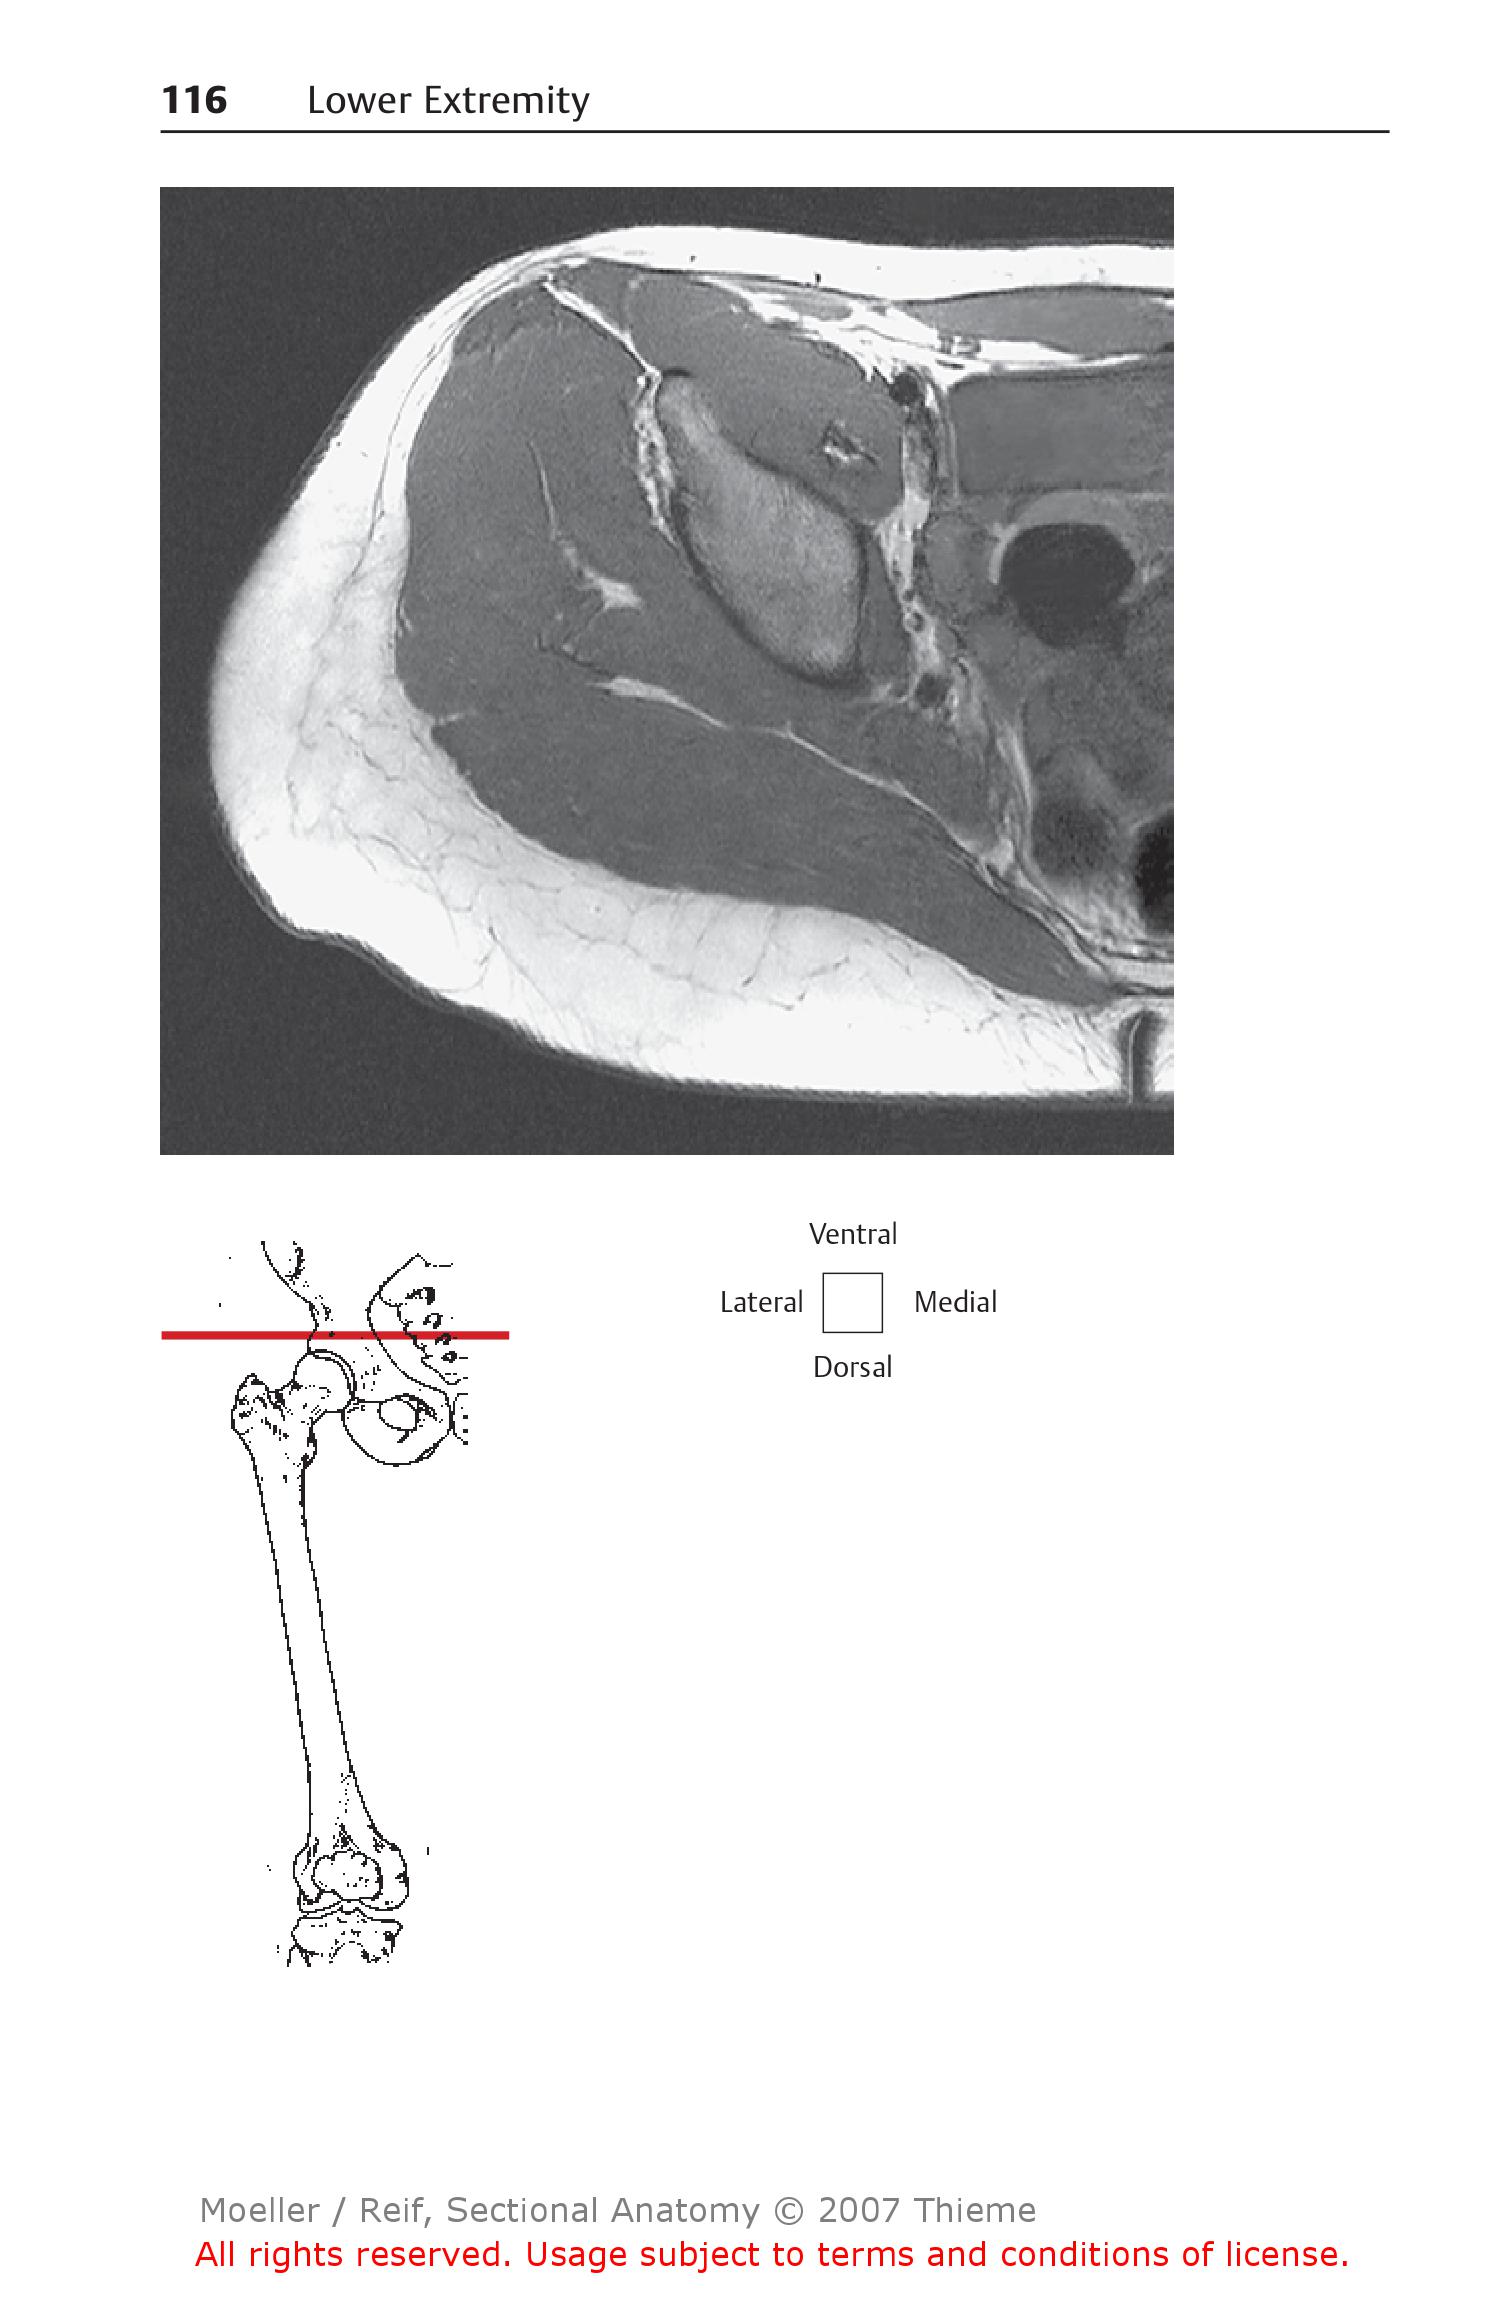 116 Lower Extremity
Ventral
Lateral Medial
Dorsal
Moeller / Reif, Sectional Anatomy © 2007 Thieme
All rights reserved. Usage subject to terms and conditions of license.